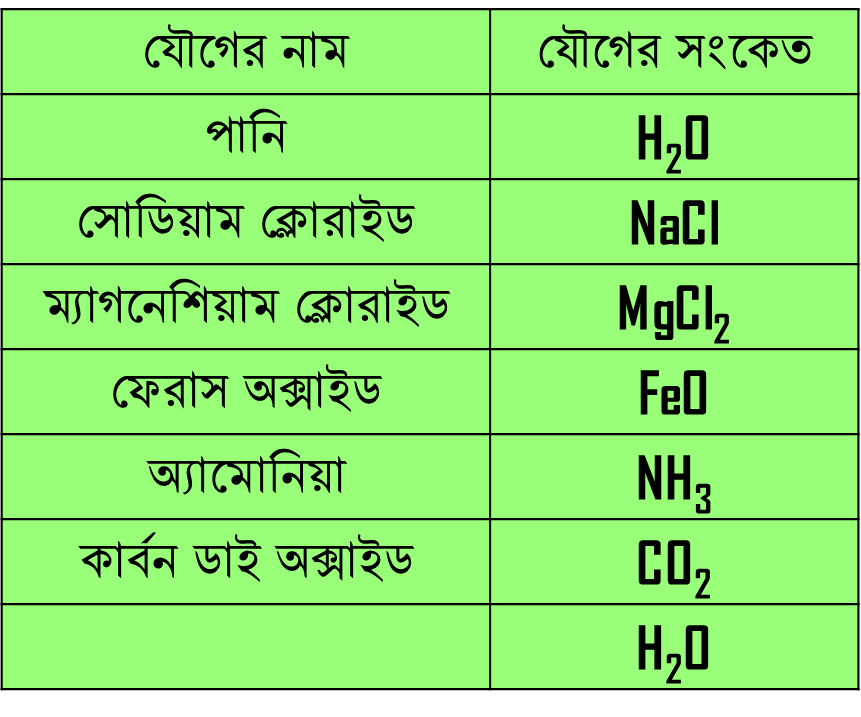 যৌগের নাম যৌগের সংকেত
পানি H₂O
সোডিয়াম ক্লোরাইড NaCl
ম্যাগনেশিয়াম ক্লোরাইড MgCl₂
ফেরাস অক্সাইড FeO
অ্যামোনিয়া NH₃
কার্বন ডাই অক্সাইড CO₂
H₂O